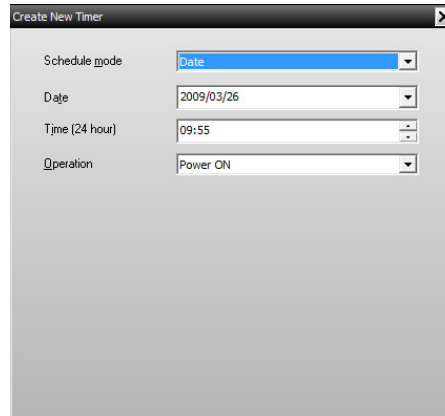 Create New Timer
Schedule mode Date
Date 2009/03/26
Time (24 hour) 09:55
Operation Power ON